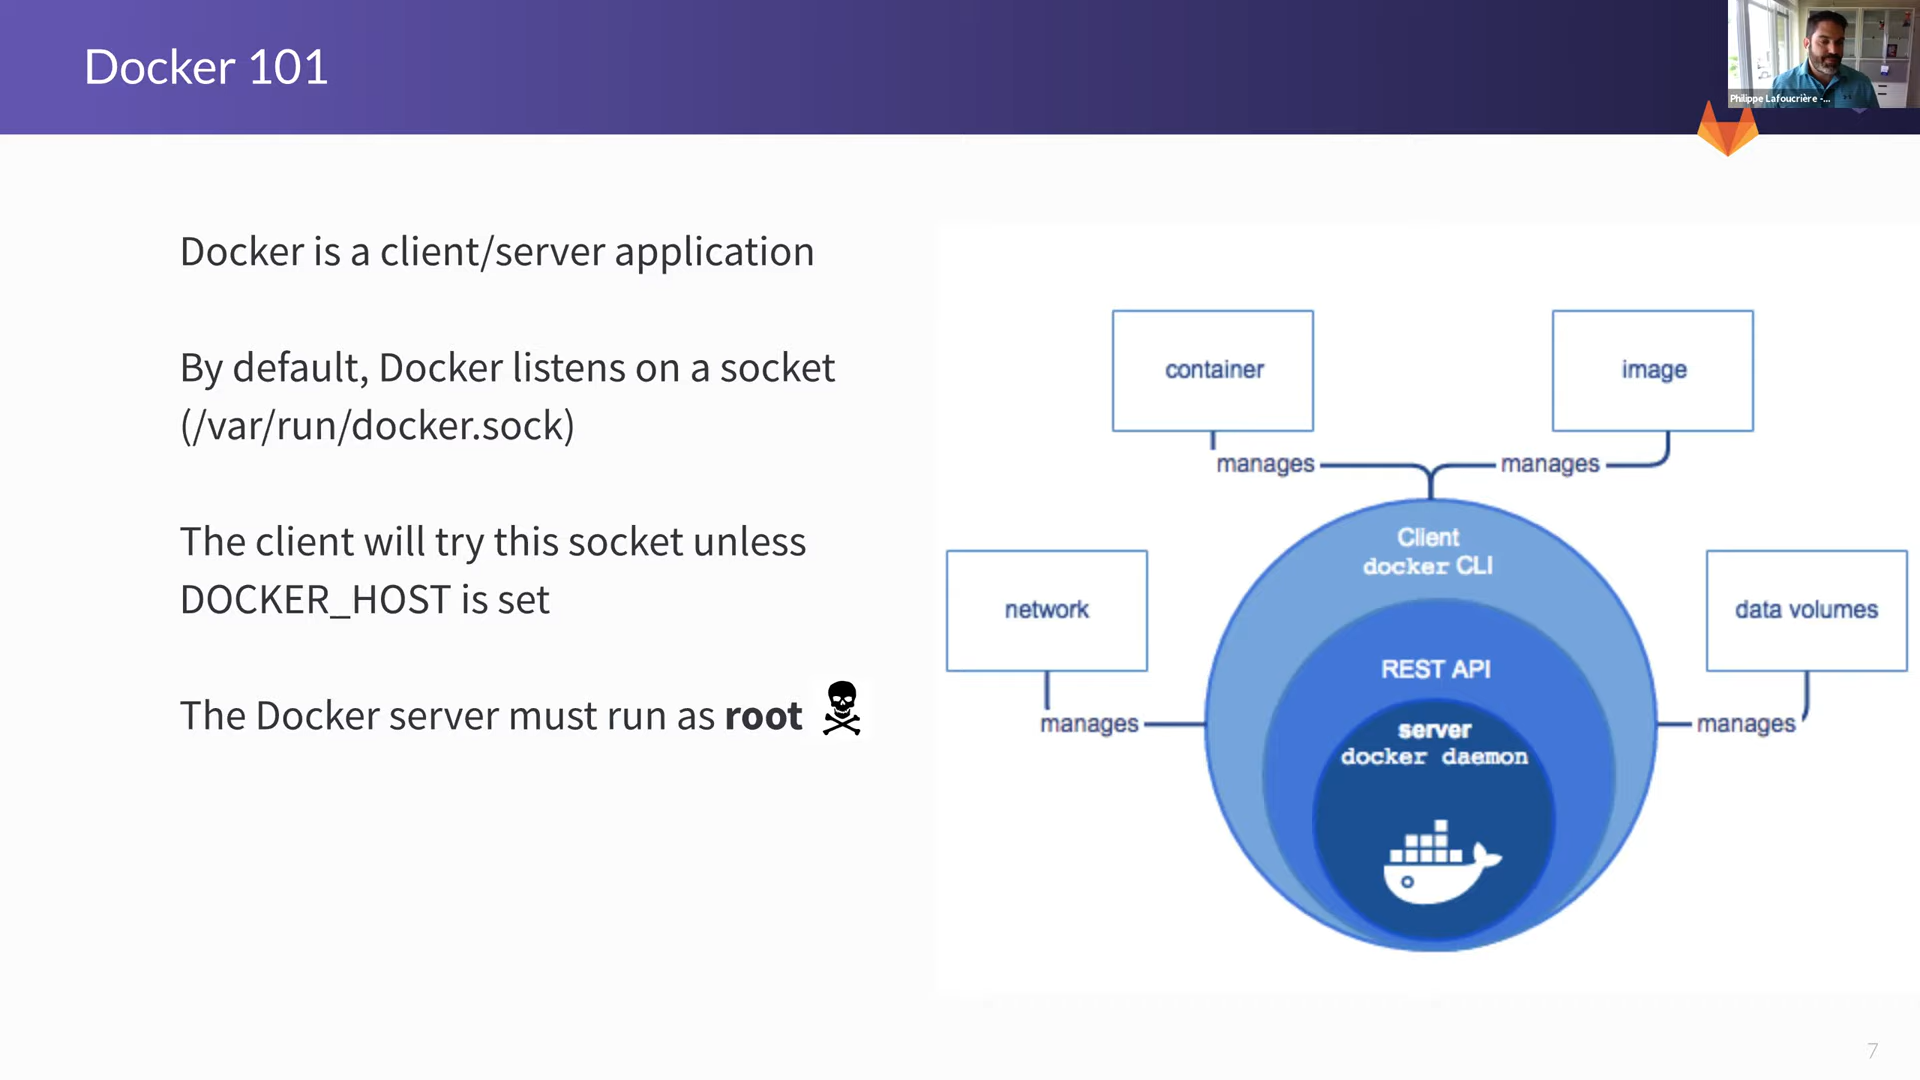 Docker 101
Philippe Lafoucrière -...
Docker is a client/server application
By default, Docker listens on a socket
(/var/run/docker.sock)
The client will try this socket unless
DOCKER_HOST is set
The Docker server must run as root
container
image
manages
manages
Client
docker CLI
network
data volumes
REST API
manages
manages
server
docker daemon
7